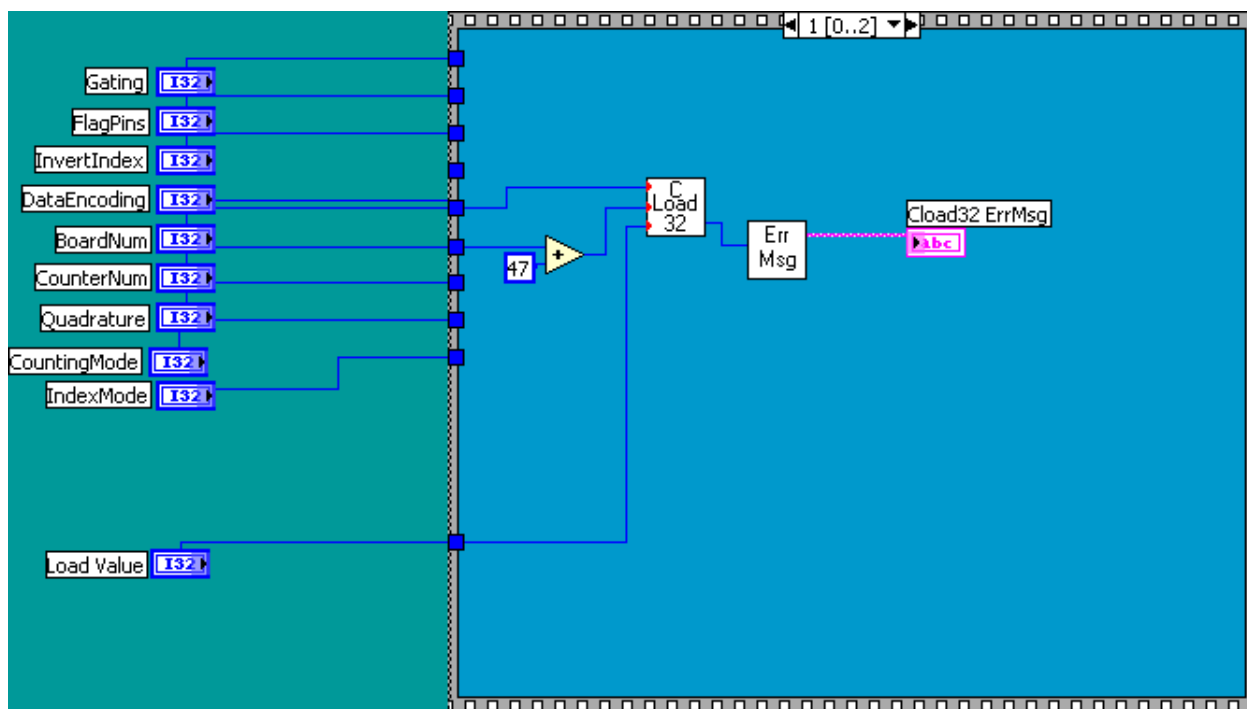 1 [0..2]
Gating I32
FlagPins I32
InvertIndex I32
DataEncoding I32
BoardNum I32
CounterNum I32
Quadrature I32
CountingMode I32
IndexMode I32
Load Value I32
47
C
Load
32
Err
Msg
Cload32 ErrMsg
abc